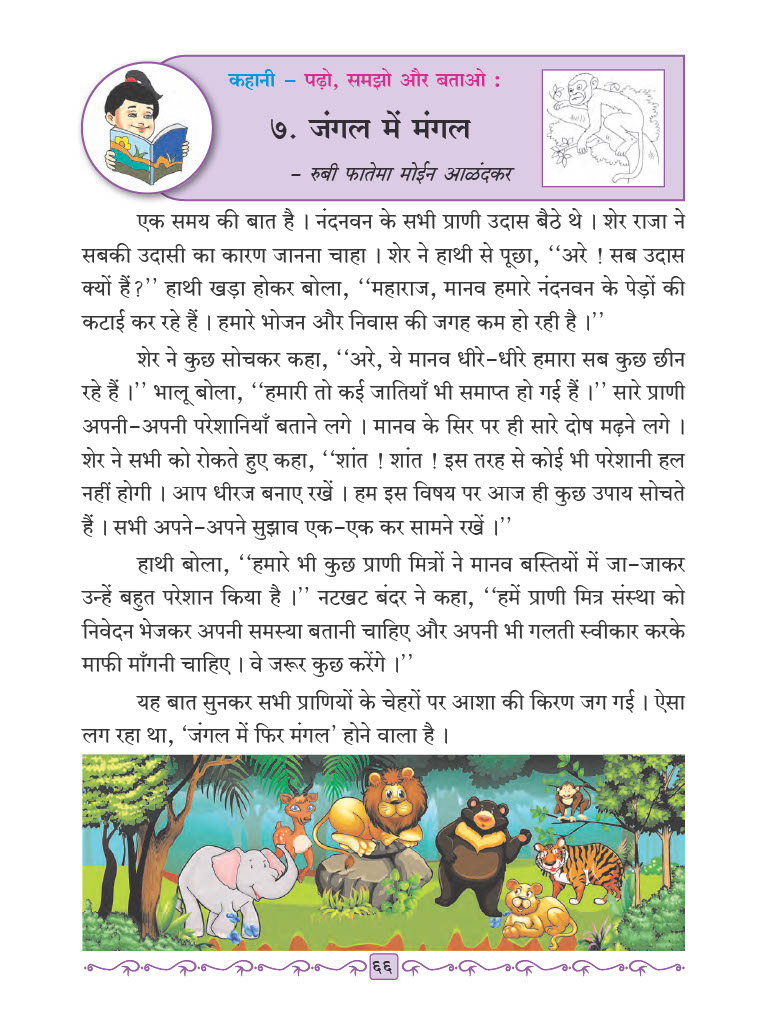 कहानी – पढ़ो, समझो और बताओ :
७. जंगल में मंगल
– रुबी फातेमा मोईन आळंदकर
एक समय की बात है । नंदनवन के सभी प्राणी उदास बैठे थे । शेर राजा ने
सबकी उदासी का कारण जानना चाहा । शेर ने हाथी से पूछा, ‘‘अरे ! सब उदास
क्यों हैं?’’ हाथी खड़ा होकर बोला, ‘‘महाराज, मानव हमारे नंदनवन के पेड़ों की
कटाई कर रहे हैं । हमारे भोजन और निवास की जगह कम हो रही है ।’’
शेर ने कुछ सोचकर कहा, ‘‘अरे, ये मानव धीरे-धीरे हमारा सब कुछ छीन
रहे हैं ।’’ भालू बोला, ‘‘हमारी तो कई जातियाँ भी समाप्त हो गई हैं ।’’ सारे प्राणी
अपनी-अपनी परेशानियाँ बताने लगे । मानव के सिर पर ही सारे दोष मढ़ने लगे ।
शेर ने सभी को रोकते हुए कहा, ‘‘शांत ! शांत ! इस तरह से कोई भी परेशानी हल
नहीं होगी । आप धीरज बनाए रखें । हम इस विषय पर आज ही कुछ उपाय सोचते
हैं । सभी अपने-अपने सुझाव एक-एक कर सामने रखें ।’’
हाथी बोला, ‘‘हमारे भी कुछ प्राणी मित्रों ने मानव बस्तियों में जा-जाकर
उन्हें बहुत परेशान किया है ।’’ नटखट बंदर ने कहा, ‘‘हमें प्राणी मित्र संस्था को
निवेदन भेजकर अपनी समस्या बतानी चाहिए और अपनी भी गलती स्वीकार करके
माफी माँगनी चाहिए । वे जरूर कुछ करेंगे ।’’
यह बात सुनकर सभी प्राणियों के चेहरों पर आशा की किरण जग गई । ऐसा
लग रहा था, ‘जंगल में फिर मंगल’ होने वाला है ।
६६